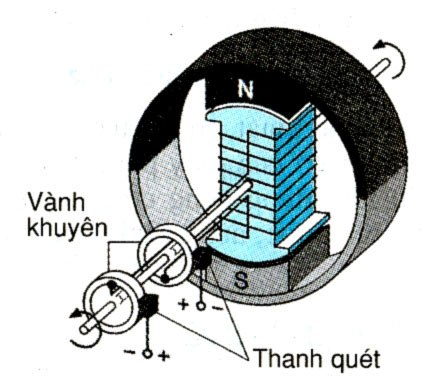 N
Vành
khuyên
S
+ -
- +
Thanh quét